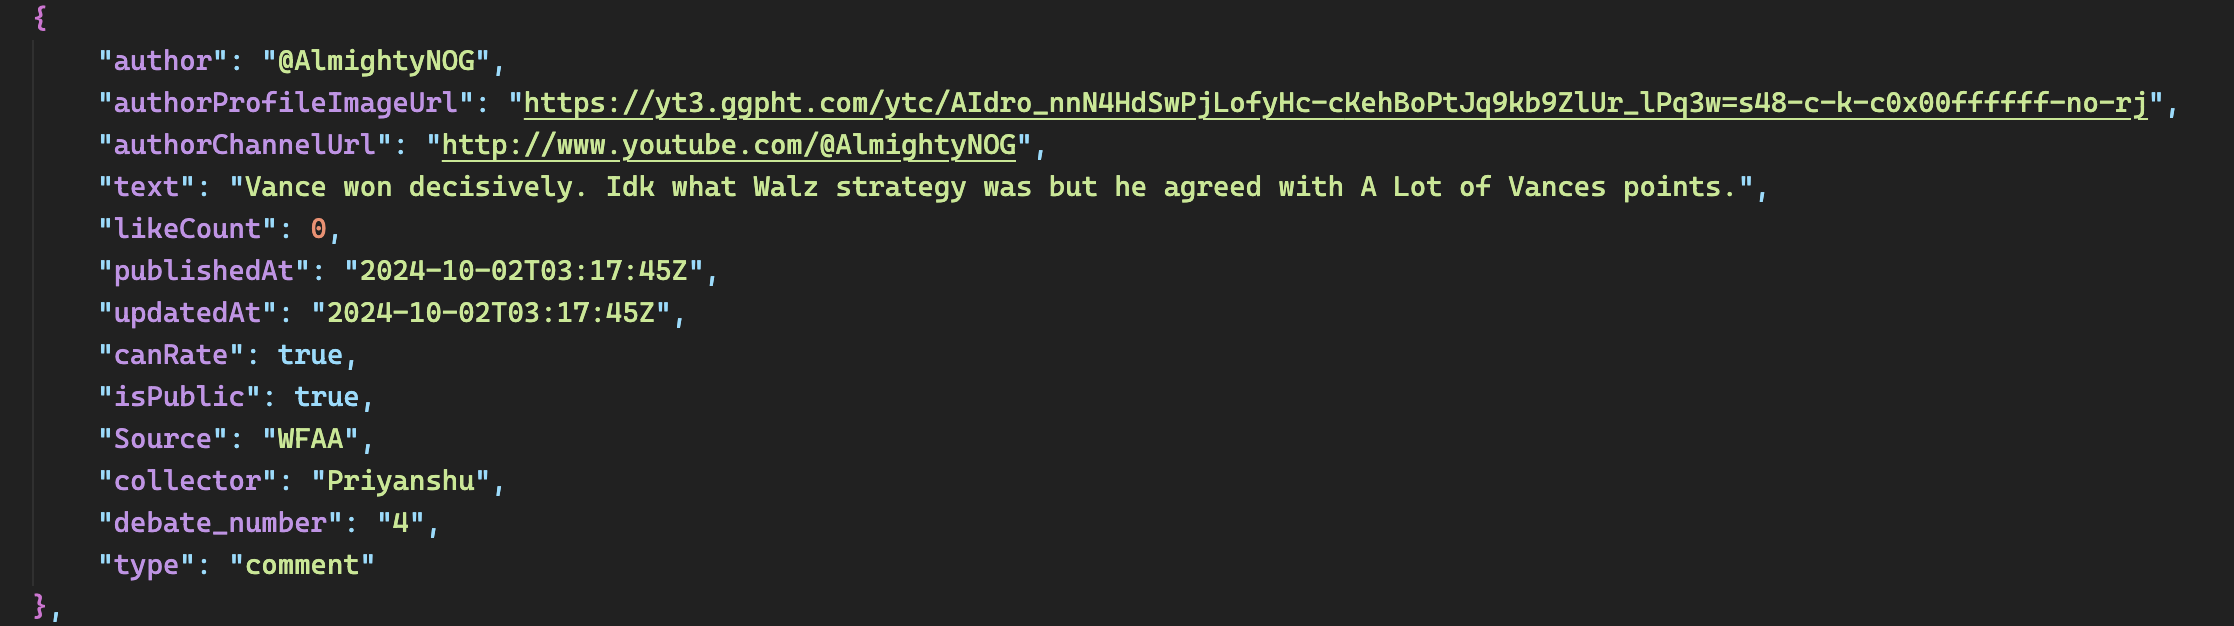 {
"author": "@AlmightyNOG",
"authorProfileImageUrl": "https://yt3.ggpht.com/ytc/AIdro_nnN4HdSwPjLofyHc-cKehBoPtJq9kb9ZlUr_lPq3w=s48-c-k-c0x00ffffff-no-rj",
"authorChannelUrl": "http://www.youtube.com/@AlmightyNOG",
"text": "Vance won decisively. Idk what Walz strategy was but he agreed with A Lot of Vances points.",
"likeCount": 0,
"publishedAt": "2024-10-02T03:17:45Z",
"updatedAt": "2024-10-02T03:17:45Z",
"canRate": true,
"isPublic": true,
"Source": "WFAA",
"collector": "Priyanshu",
"debate_number": "4",
"type": "comment"
},